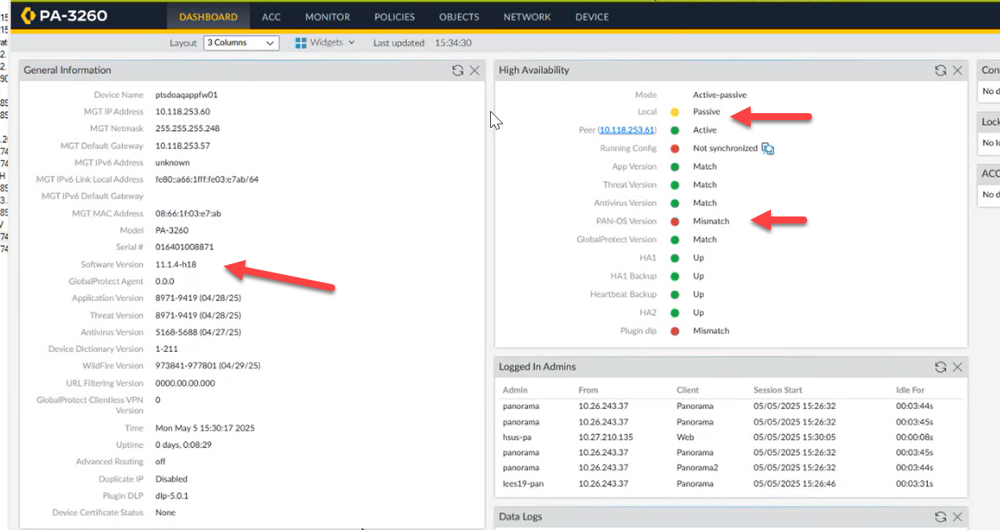 PA-3260 DASHBOARD ACC MONITOR POLICIES OBJECTS NETWORK DEVICE
Layout 3 Columns Widgets Last updated 15:34:30
General Information
Device Name ptsdoaqappfw01
MGT IP Address 10.118.253.60
MGT Netmask 255.255.255.248
MGT Default Gateway 10.118.253.57
MGT IPv6 Address unknown
MGT IPv6 Link Local Address fe80::a66:1fff:fe03:e7ab/64
MGT IPv6 Default Gateway
MGT MAC Address 08:66:1f:03:e7:ab
Model PA-3260
Serial # 016401008871
Software Version 11.1.4-h18
GlobalProtect Agent 0.0.0
Application Version 8971-9419 (04/28/25)
Threat Version 8971-9419 (04/28/25)
Antivirus Version 5168-5688 (04/27/25)
Device Dictionary Version 1-211
WildFire Version 973841-977801 (04/29/25)
URL Filtering Version 0000.00.00.000
GlobalProtect Clientless VPN 0
Version
Time Mon May 5 15:30:17 2025
Uptime 0 days, 0:08:29
Advanced Routing off
Duplicate IP Disabled
Plugin DLP dlp-5.0.1
Device Certificate Status None
High Availability
Mode Active-passive
Local Passive
Peer (10.118.253.61) Active
Running Config Not synchronized
App Version Match
Threat Version Match
Antivirus Version Match
PAN-OS Version Mismatch
GlobalProtect Version Match
HA1 Up
HA1 Backup Up
Heartbeat Backup Up
HA2 Up
Plugin dlp Mismatch
Logged In Admins
Admin From Client Session Start Idle For
panorama 10.26.243.37 Panorama 05/05/2025 15:26:32 00:03:44s
panorama 10.26.243.37 Panorama 05/05/2025 15:26:32 00:03:45s
hsus-pa 10.27.210.135 Web 05/05/2025 15:30:05 00:00:08s
panorama 10.26.243.37 Panorama 05/05/2025 15:26:32 00:03:45s
panorama 10.26.243.37 Panorama2 05/05/2025 15:26:32 00:03:44s
lees19-pan 10.26.243.37 Panorama 05/05/2025 15:26:46 00:03:31s
Data Logs
Con
No d
Lock
No lo
ACC
No d